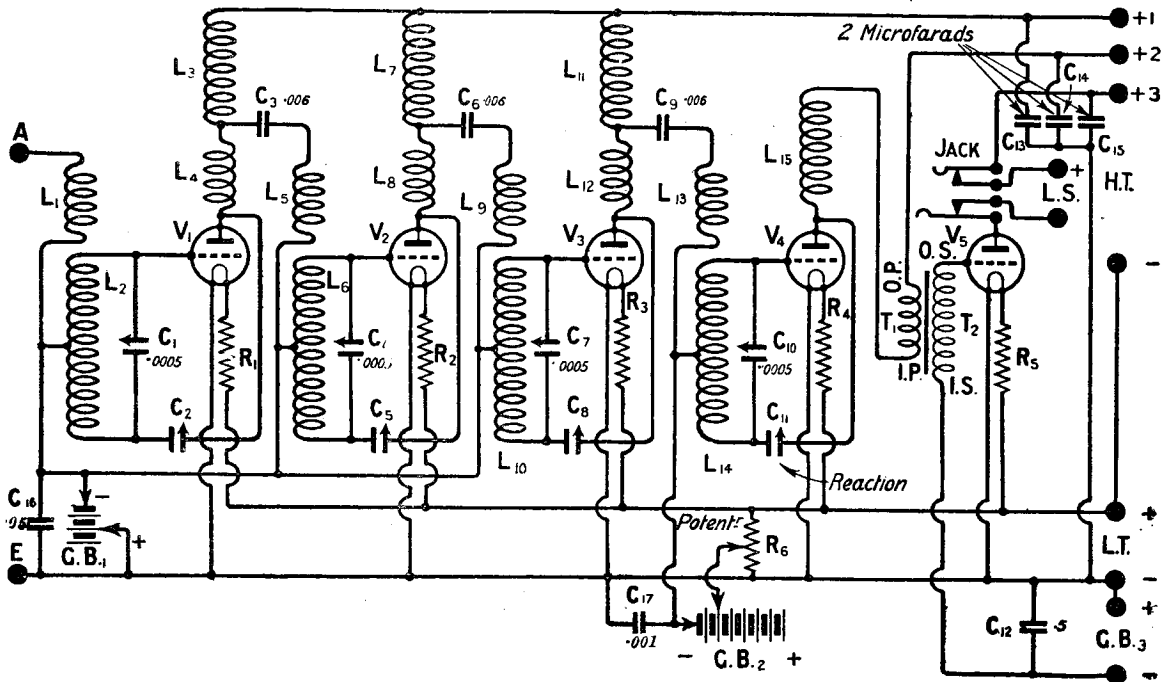 +1
2 Microfarads
+2
+3
L3
L7
L11
C3 .006
C6 .006
C9 .006
C14
C13
C15
A
L1
L4
L5
L8
L9
L12
L13
L15
JACK
+
L.S.
H.T.
V1
V2
V3
V4
V5
-
L2
L6
O.P.
O.S.
C1
.0005
R1
R2
C7
.0005
R3
C10
.0005
R4
T1
T2
R5
I.P.
I.S.
C2
C5
C8
C11
L10
L14
Reaction
C16
.05
-
+
G.B.1
Potentr
R6
+
L.T.
E
-
C17
.001
- G.B.2 +
C12 .5
+
G.B.3
-